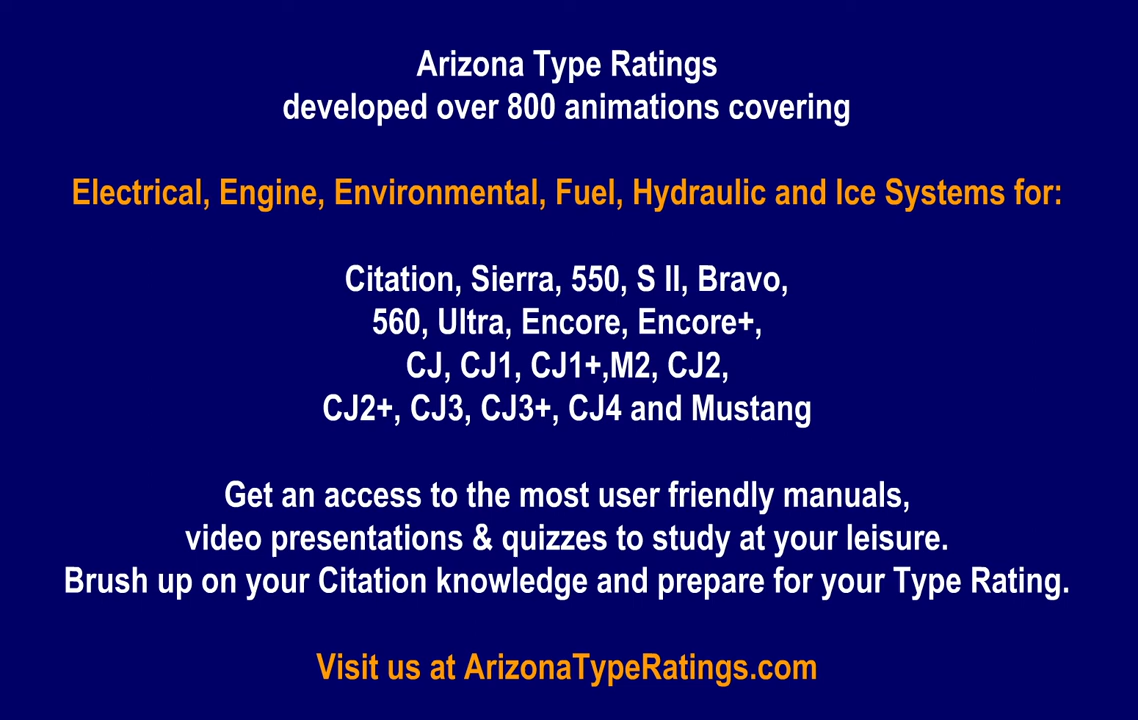 Arizona Type Ratings
developed over 800 animations covering
Electrical, Engine, Environmental, Fuel, Hydraulic and Ice Systems for:
Citation, Sierra, 550, S II, Bravo,
560, Ultra, Encore, Encore+,
CJ, CJ1, CJ1+,M2, CJ2,
CJ2+, CJ3, CJ3+, CJ4 and Mustang
Get an access to the most user friendly manuals,
video presentations & quizzes to study at your leisure.
Brush up on your Citation knowledge and prepare for your Type Rating.
Visit us at ArizonaTypeRatings.com